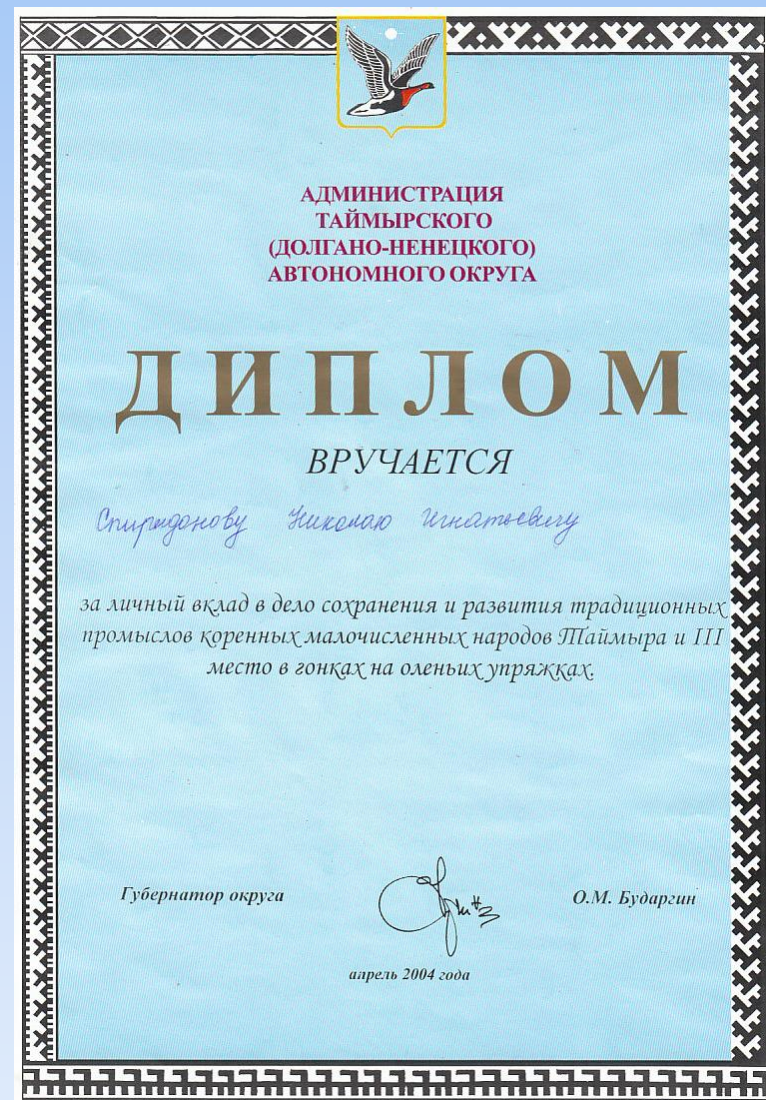 АДМИНИСТРАЦИЯ
ТАЙМЫРСКОГО
(ДОЛГАНО-НЕНЕЦКОГО)
АВТОНОМНОГО ОКРУГА
ДИПЛОМ
ВРУЧАЕТСЯ
Спиридонову Николаю Игнатьевичу
за личный вклад в дело сохранения и развития традиционных
промыслов коренных малочисленных народов Таймыра и III
место в гонках на оленьих упряжках.
Губернатор округа
О.М. Бударгин
апрель 2004 года